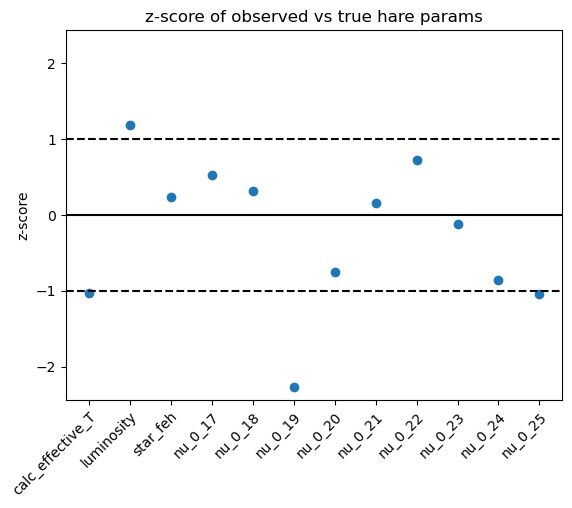 z-score of observed vs true hare params
z-score
2
1
0
−1
−2
calc_effective_T
luminosity
star_feh
nu_0_17
nu_0_18
nu_0_19
nu_0_20
nu_0_21
nu_0_22
nu_0_23
nu_0_24
nu_0_25